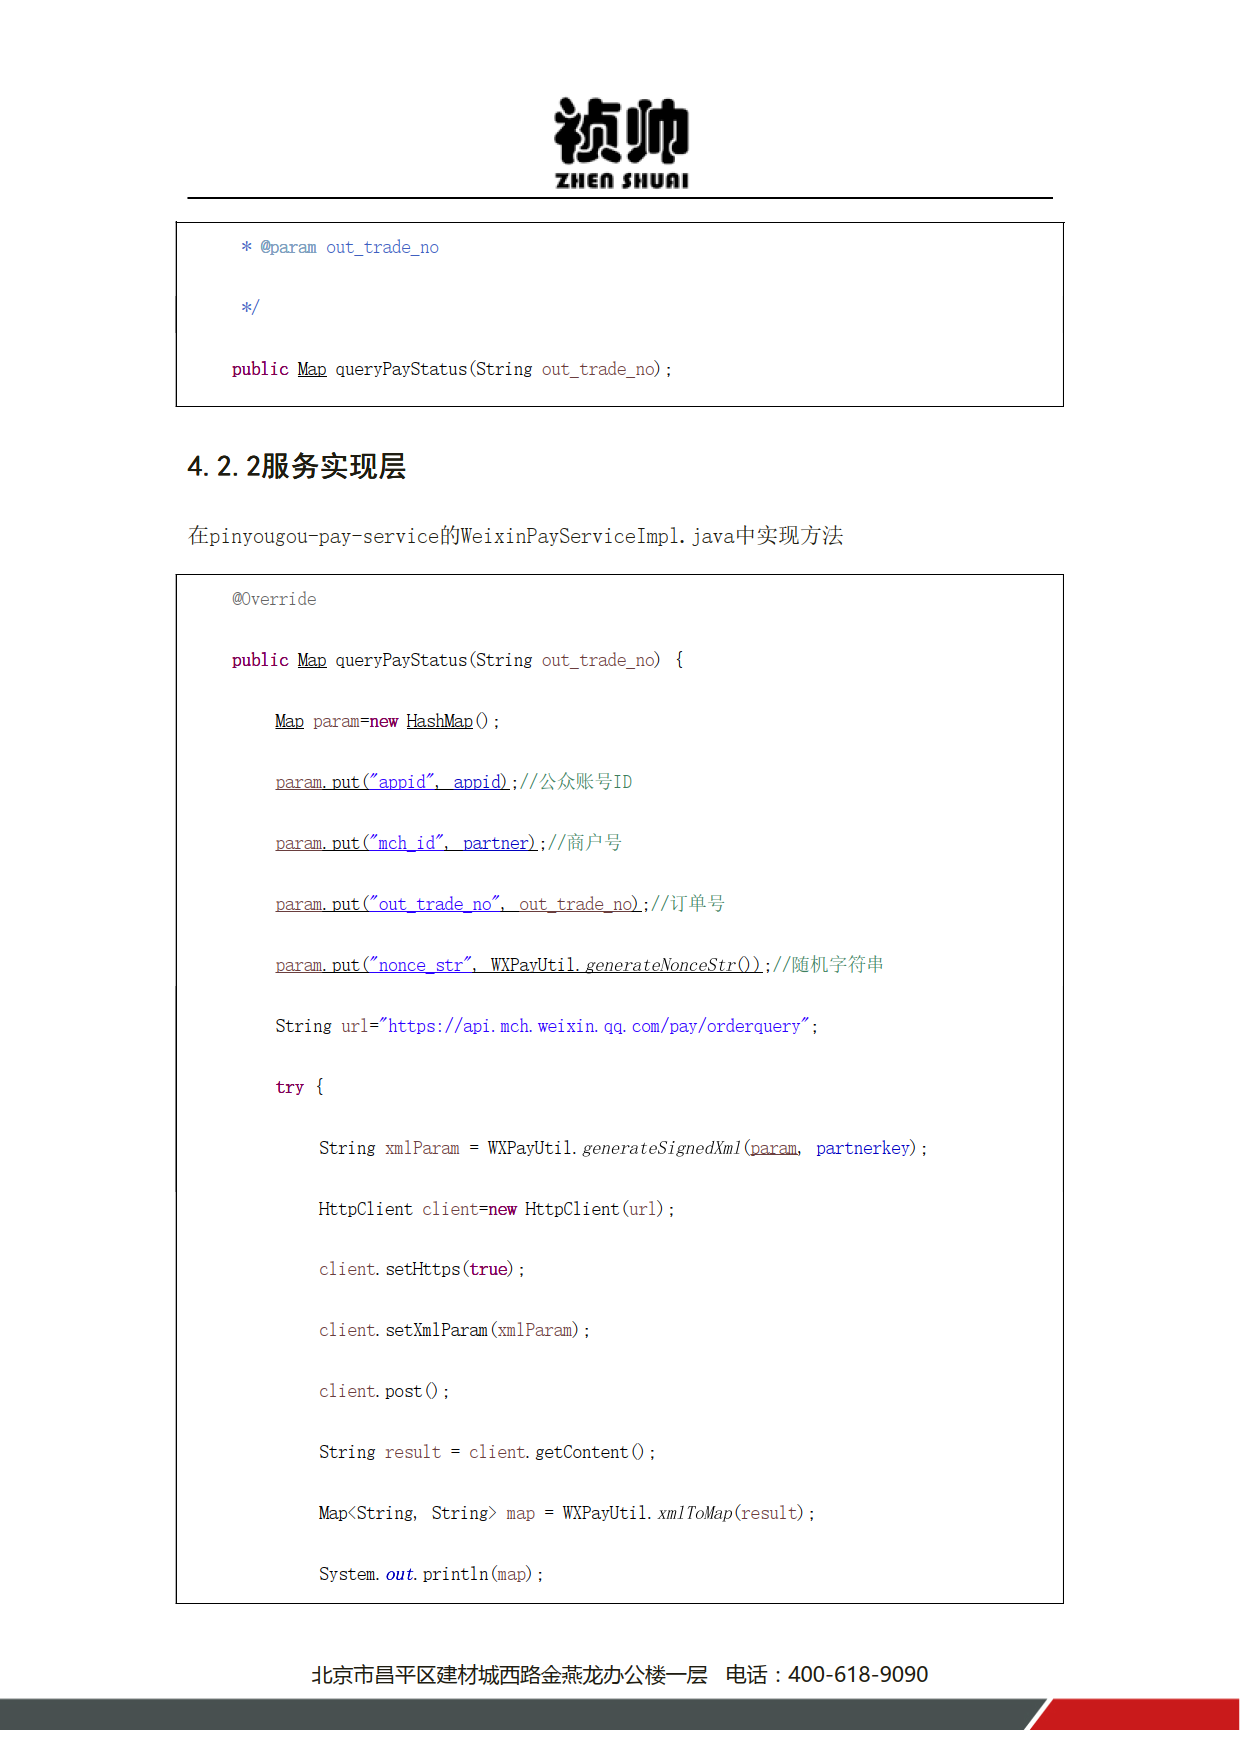 祯帅
ZHEN SHUAI
* @param out_trade_no
*/
public Map queryPayStatus(String out_trade_no);
4.2.2服务实现层
在pinyougou-pay-service的WeixinPayServiceImpl.java中实现方法
@Override
public Map queryPayStatus(String out_trade_no) {
Map param=new HashMap();
param.put("appid", appid);//公众账号ID
param.put("mch_id", partner);//商户号
param.put("out_trade_no", out_trade_no);//订单号
param.put("nonce_str", WXPayUtil.generateNonceStr());//随机字符串
String url="https://api.mch.weixin.qq.com/pay/orderquery";
try {
String xmlParam = WXPayUtil.generateSignedXml(param, partnerkey);
HttpClient client=new HttpClient(url);
client.setHttps(true);
client.setXmlParam(xmlParam);
client.post();
String result = client.getContent();
Map<String, String> map = WXPayUtil.xmlToMap(result);
System.out.println(map);
北京市昌平区建材城西路金燕龙办公楼一层 电话：400-618-9090